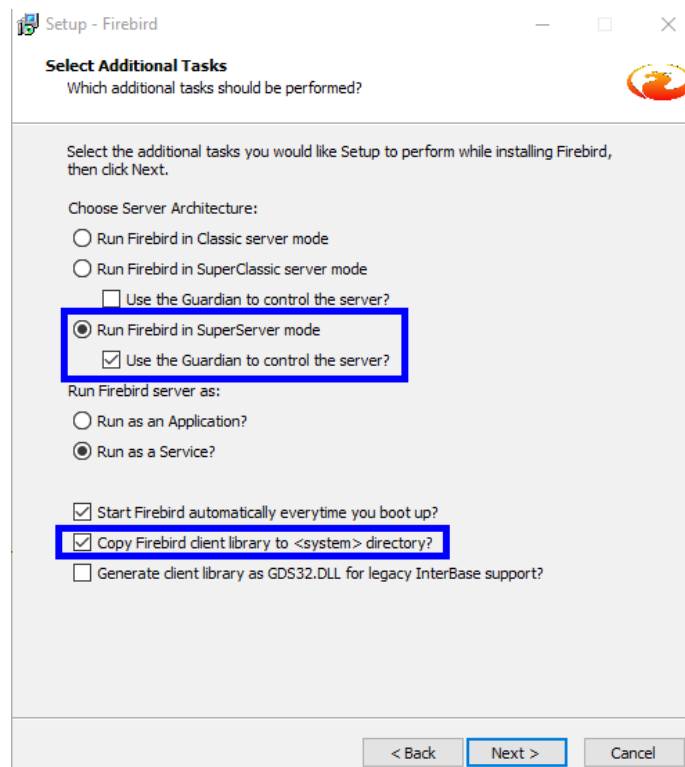 Setup - Firebird
Select Additional Tasks
Which additional tasks should be performed?
Select the additional tasks you would like Setup to perform while installing Firebird,
then click Next.
Choose Server Architecture:
Run Firebird in Classic server mode
Run Firebird in SuperClassic server mode
Use the Guardian to control the server?
Run Firebird in SuperServer mode
Use the Guardian to control the server?
Run Firebird server as:
Run as an Application?
Run as a Service?
Start Firebird automatically everytime you boot up?
Copy Firebird client library to <system> directory?
Generate client library as GDS32.DLL for legacy InterBase support?
< Back Next > Cancel